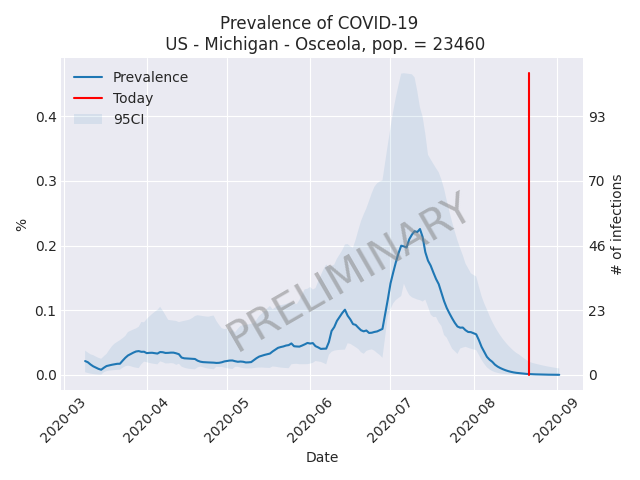 Prevalence of COVID-19
US - Michigan - Osceola, pop. = 23460
Prevalence
Today
95CI
PRELIMINARY
%
0.4
0.3
0.2
0.1
0.0
93
70
46
23
0
# of infections
2020-03
2020-04
2020-05
2020-06
2020-07
2020-08
2020-09
Date